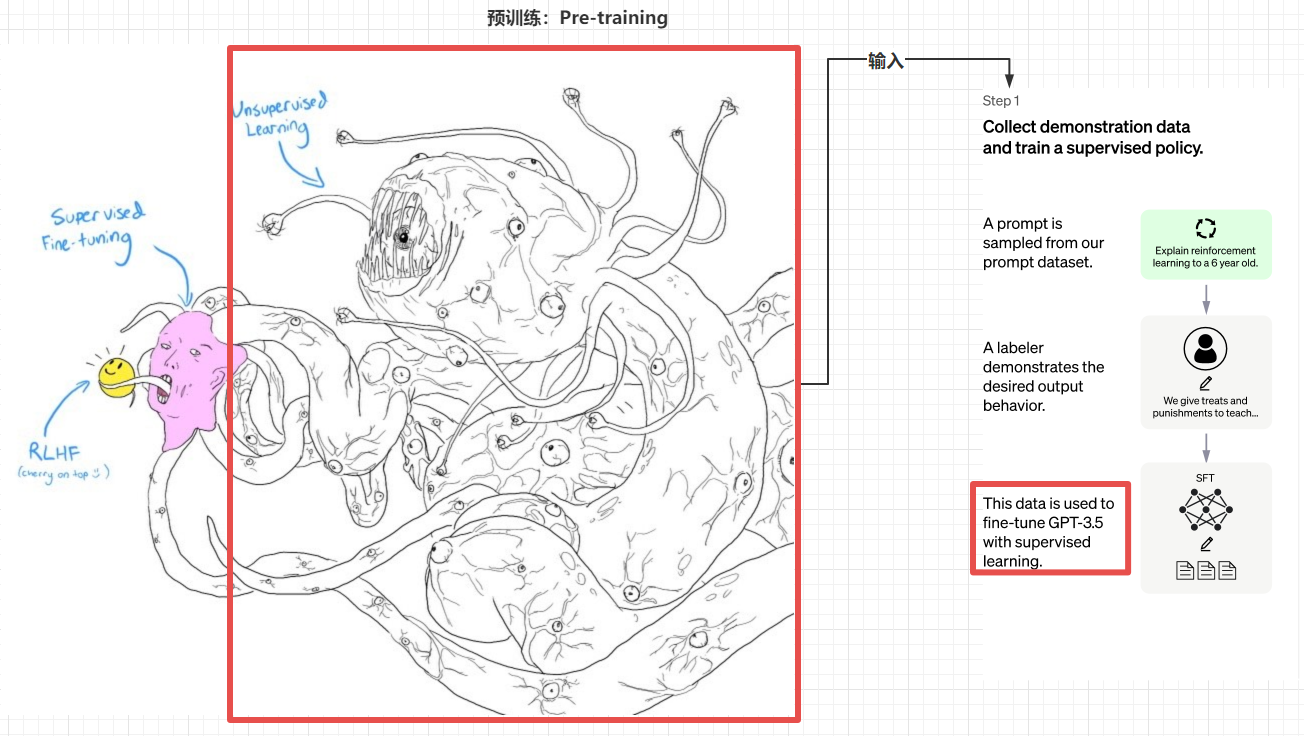 预训练：Pre-training
Unsupervised
Learning
Supervised
Fine-tuning
RLHF
(cherry on top :))
输入
Step 1
Collect demonstration data
and train a supervised policy.
A prompt is
sampled from our
prompt dataset.
Explain reinforcement
learning to a 6 year old.
A labeler
demonstrates the
desired output
behavior.
We give treats and
punishments to teach...
This data is used to
fine-tune GPT-3.5
with supervised
learning.
SFT